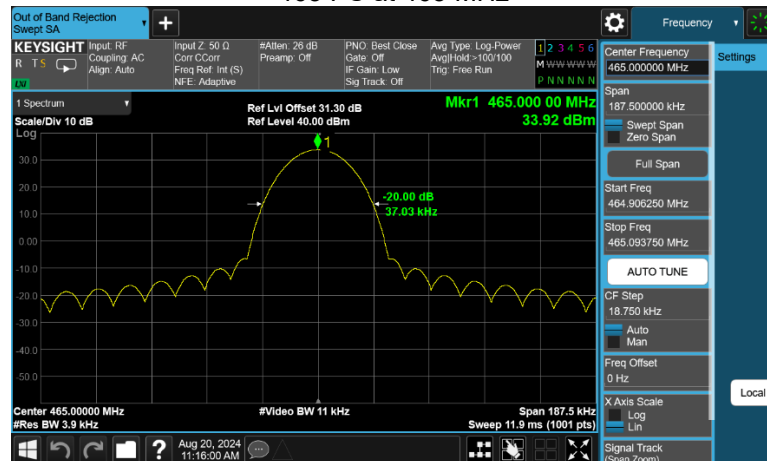 Out of Band Rejection
Swept SA
KEYSIGHT
R T S
LXI
Input: RF
Coupling: AC
Align: Auto
Input Z: 50 Ω
Corr CCorr
Freq Ref: Int (S)
NFE: Adaptive
#Atten: 26 dB
Preamp: Off
PNO: Best Close
Gate: Off
IF Gain: Low
Sig Track: Off
Avg Type: Log-Power
Avg|Hold:>100/100
Trig: Free Run
1 2 3 4 5 6
M W W W W W
P N N N N N
1 Spectrum
Scale/Div 10 dB
Ref Lvl Offset 31.30 dB
Ref Level 40.00 dBm
Mkr1 465.000 00 MHz
33.92 dBm
Log
1
30.0
20.0
10.0
0.00
-10.0
-20.0
-30.0
-40.0
-50.0
-20.00 dB
37.03 kHz
Center 465.00000 MHz
#Res BW 3.9 kHz
#Video BW 11 kHz
Span 187.5 kHz
Sweep 11.9 ms (1001 pts)
Aug 20, 2024
11:16:00 AM
Frequency
Settings
Center Frequency
465.000000 MHz
Span
187.500000 kHz
Swept Span
Zero Span
Full Span
Start Freq
464.906250 MHz
Stop Freq
465.093750 MHz
AUTO TUNE
CF Step
18.750 kHz
Auto
Man
Freq Offset
0 Hz
X Axis Scale
Log
Lin
Signal Track
(Span Zoom)
Local